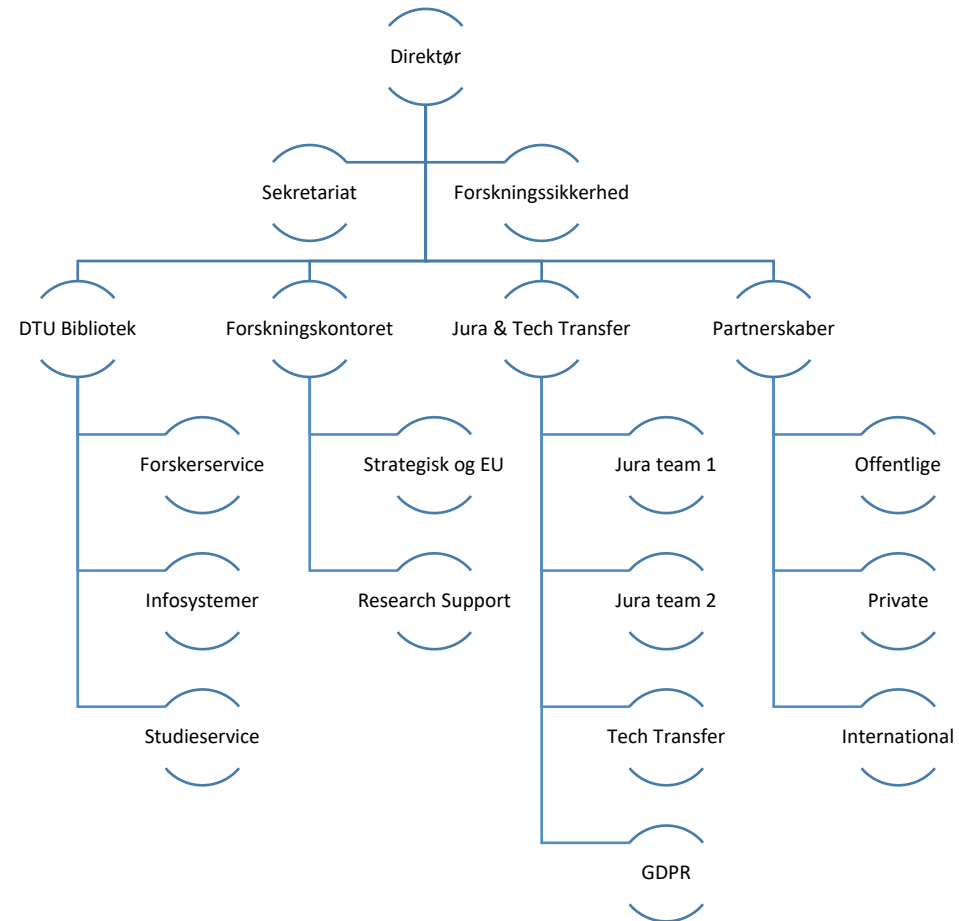 Direktør
Sekretariat
Forskningssikkerhed
DTU Bibliotek
Forskningskontoret
Jura & Tech Transfer
Partnerskaber
Forskerservice
Strategisk og EU
Jura team 1
Offentlige
Infosystemer
Research Support
Jura team 2
Private
Studieservice
Tech Transfer
International
GDPR